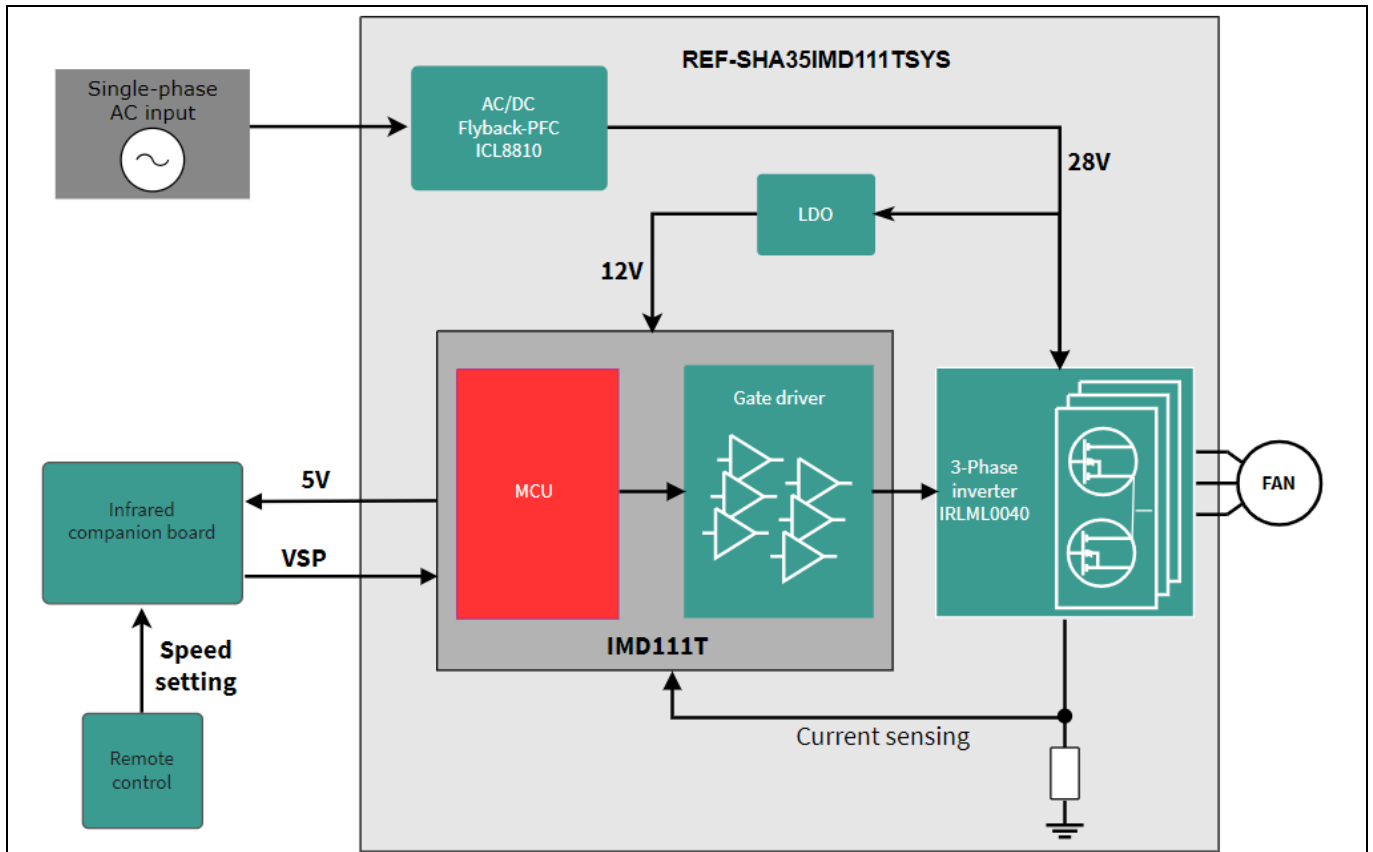 REF-SHA35IMD111TSYS
Single-phase
AC input
AC/DC
Flyback-PFC
ICL8810
28V
LDO
12V
MCU
Gate driver
3-Phase
inverter
IRLML0040
FAN
IMD111T
5V
VSP
Infrared
companion board
Speed
setting
Remote
control
Current sensing